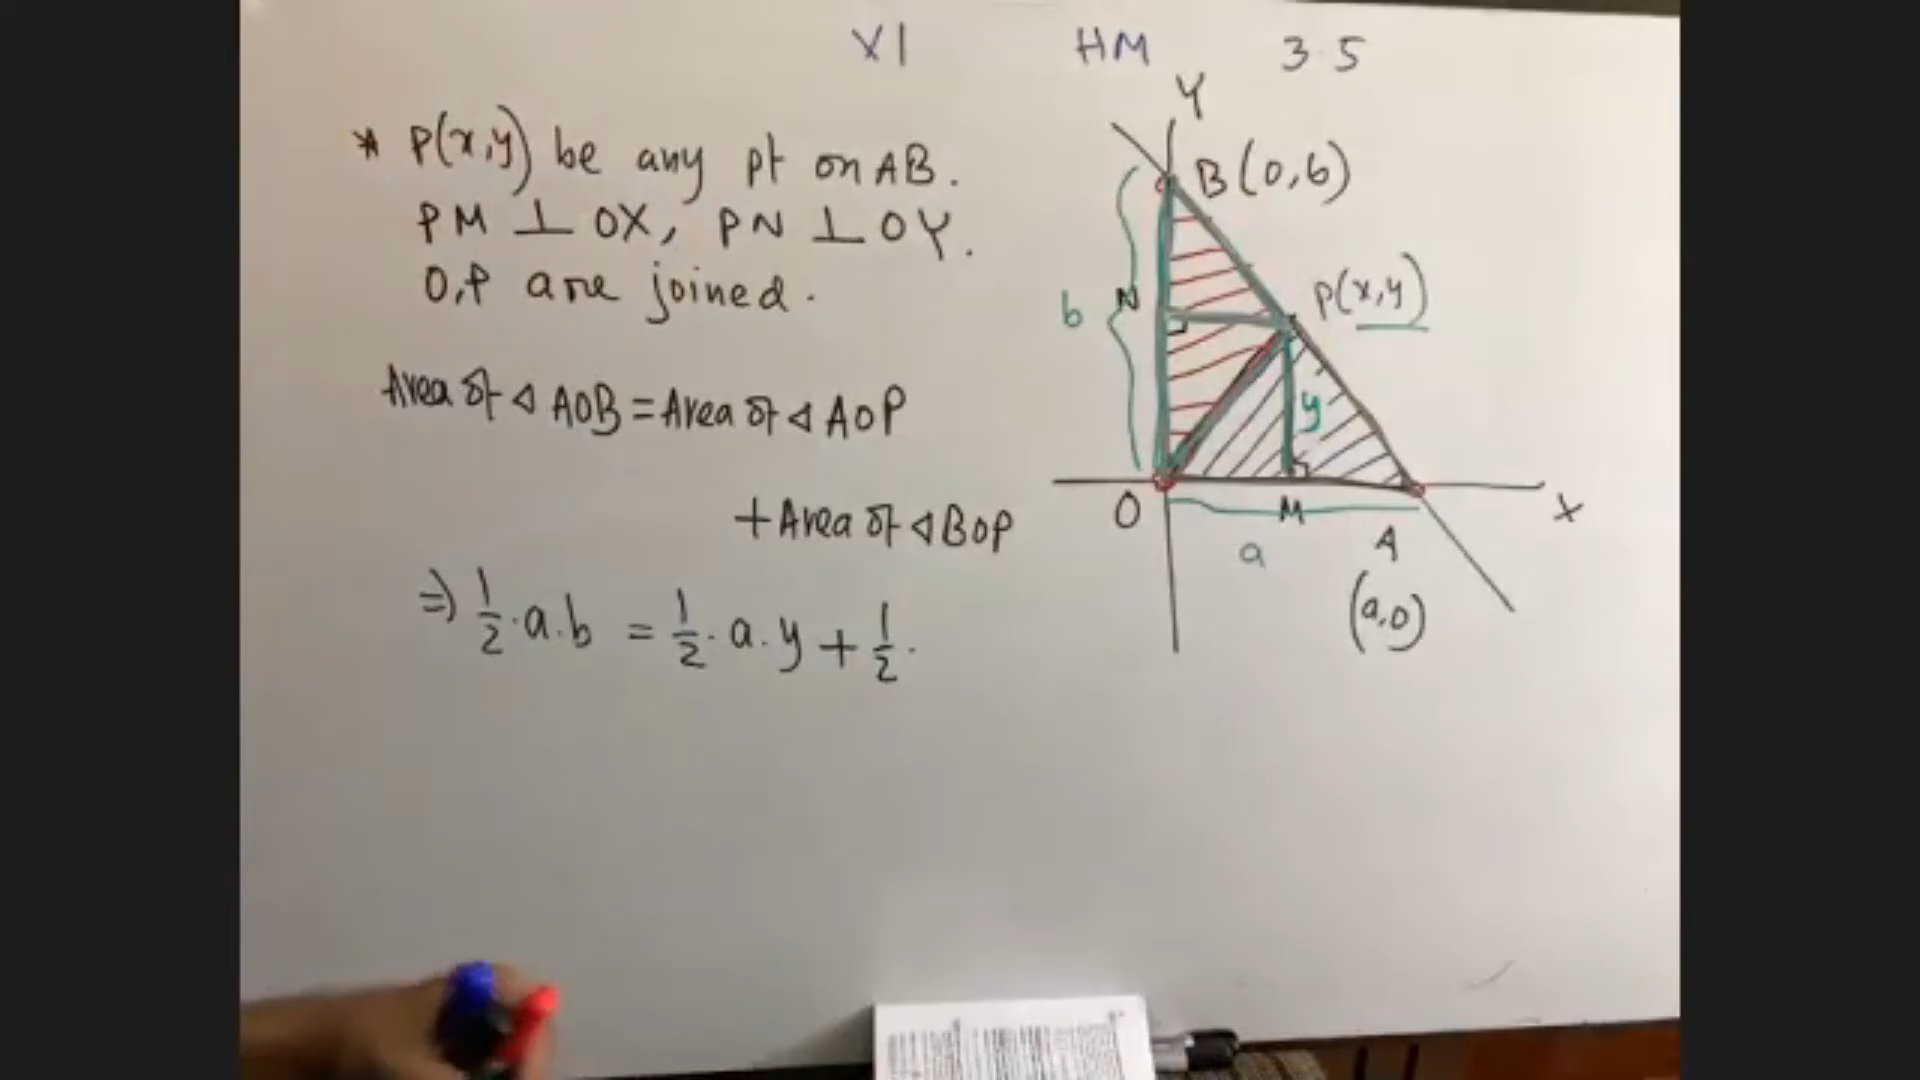 XI HM 3.5
* P(x,y) be any pt on AB.
PM ⊥ OX, PN ⊥ OY.
O,P are joined.
Area of △ AOB = Area of △ AOP
+ Area of △ BOP
⇒ 1/2 . a . b = 1/2 . a . y + 1/2 .
Y
B (0,b)
P(x,y)
b
N
y
O
M
X
a
A
(a,0)